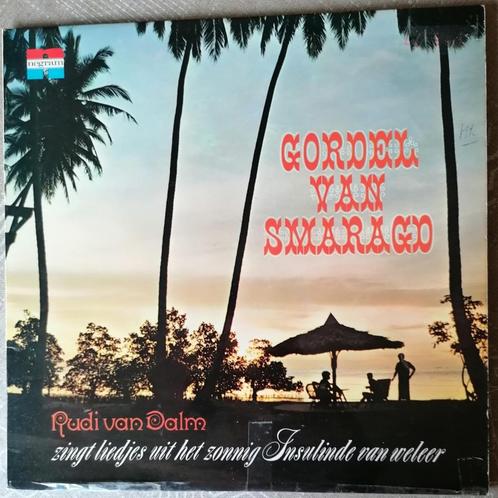 negram
GORDEL
VAN
SMARAGD
Rudi van Dalm
zingt liedjes uit het zonnig Insulinde van weleer